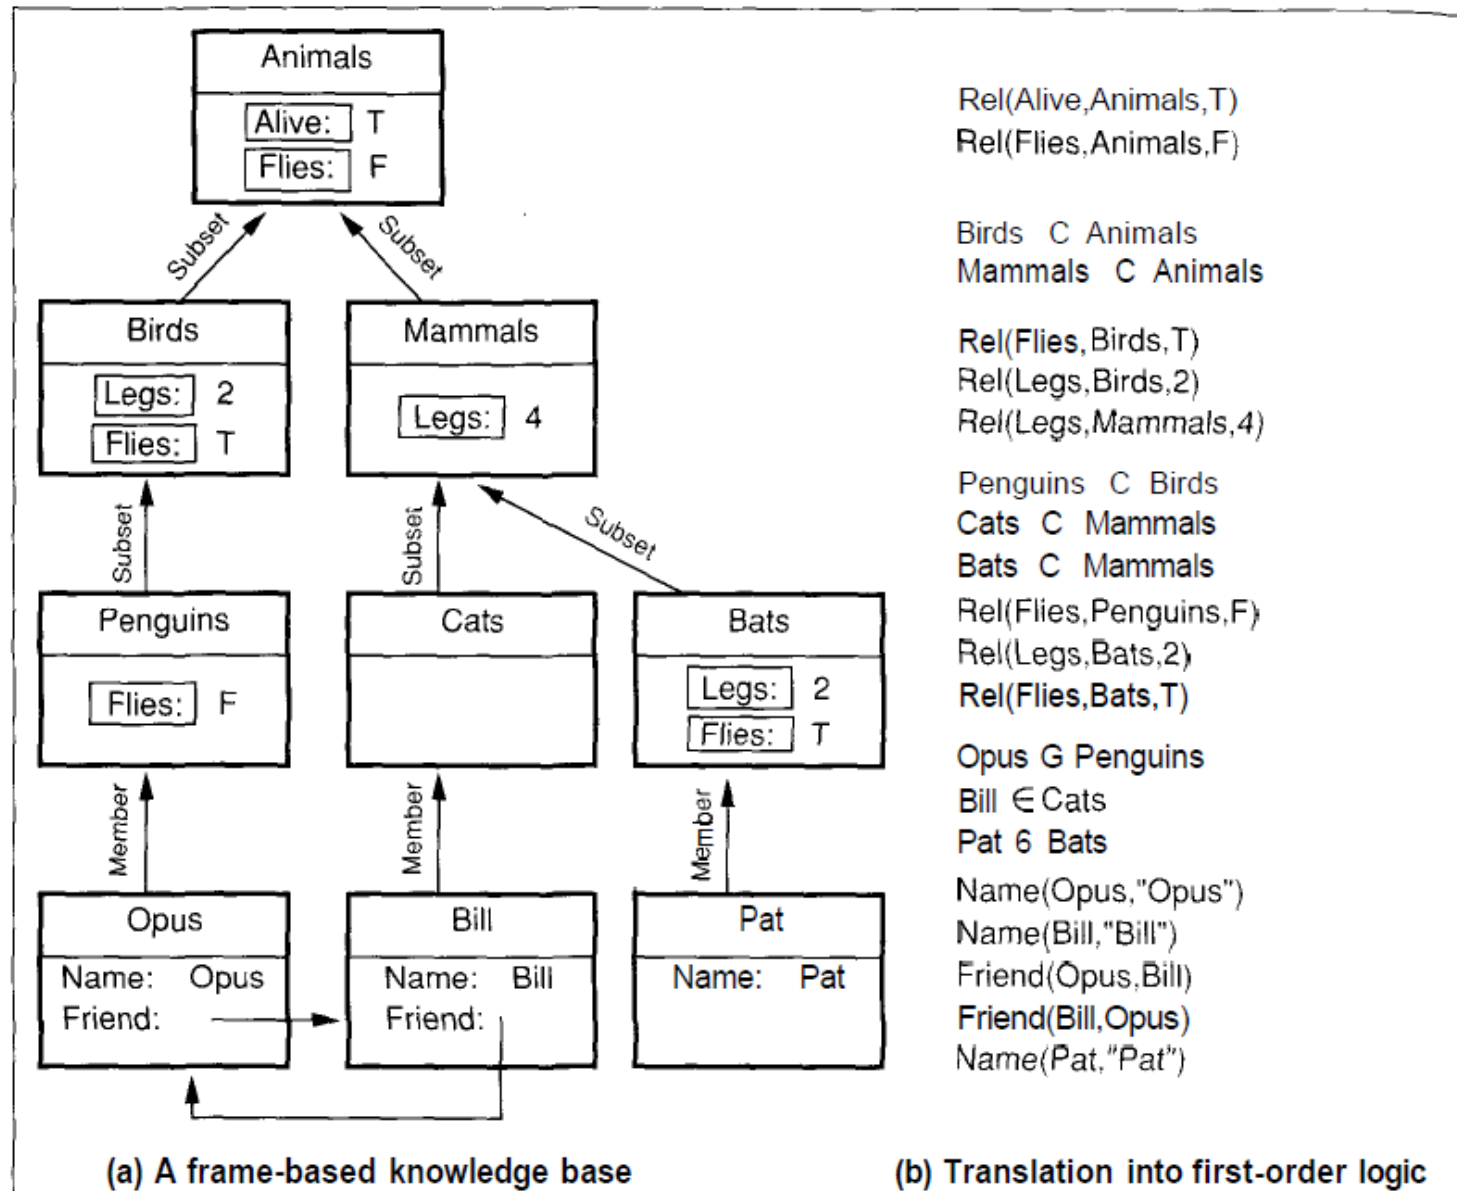 Animals
Alive: T
Flies: F
Subset
Subset
Birds
Legs: 2
Flies: T
Mammals
Legs: 4
Subset
Subset
Subset
Penguins
Flies: F
Cats
Bats
Legs: 2
Flies: T
Member
Member
Member
Opus
Name: Opus
Friend:
Bill
Name: Bill
Friend:
Pat
Name: Pat
(a) A frame-based knowledge base
Rel(Alive,Animals,T)
Rel(Flies,Animals,F)
Birds C Animals
Mammals C Animals
Rel(Flies,Birds,T)
Rel(Legs,Birds,2)
Rel(Legs,Mammals,4)
Penguins C Birds
Cats C Mammals
Bats C Mammals
Rel(Flies,Penguins,F)
Rel(Legs,Bats,2)
Rel(Flies,Bats,T)
Opus G Penguins
Bill ∈ Cats
Pat 6 Bats
Name(Opus,"Opus")
Name(Bill,"Bill")
Friend(Opus,Bill)
Friend(Bill,Opus)
Name(Pat,"Pat")
(b) Translation into first-order logic